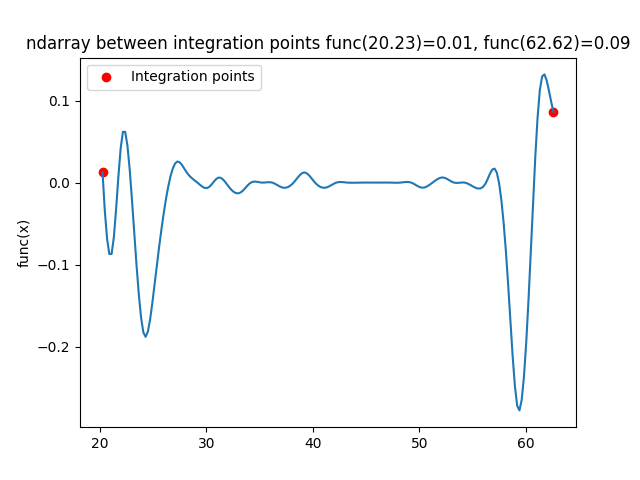 ndarray between integration points func(20.23)=0.01, func(62.62)=0.09
Integration points
func(x)
0.1
0.0
−0.1
−0.2
20 30 40 50 60